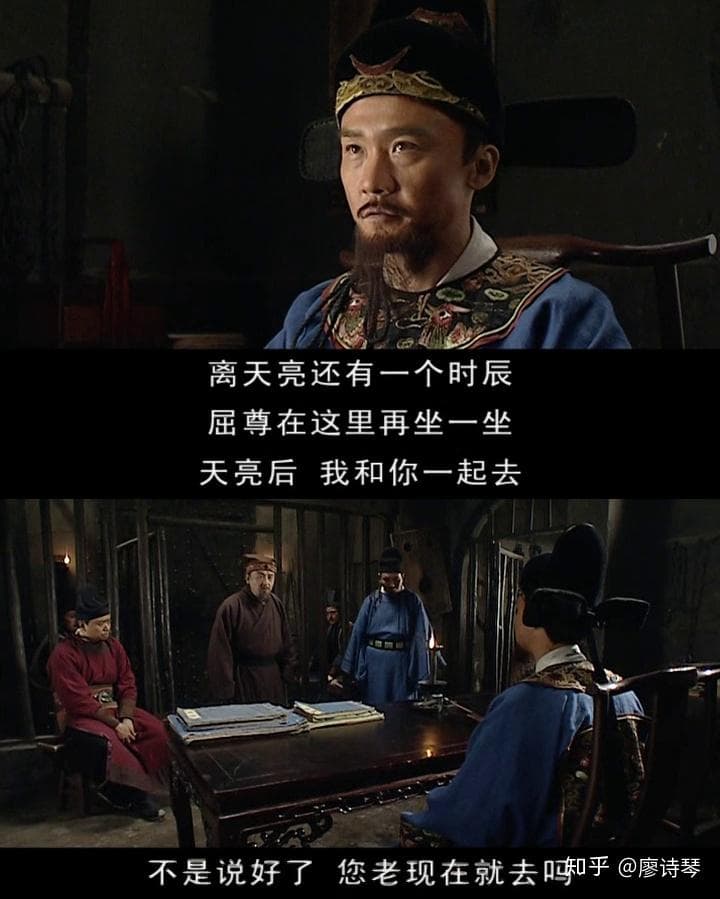 离天亮还有一个时辰
屈尊在这里再坐一坐
天亮后 我和你一起去
不是说好了 您老现在就去吗
知乎 @廖诗琴